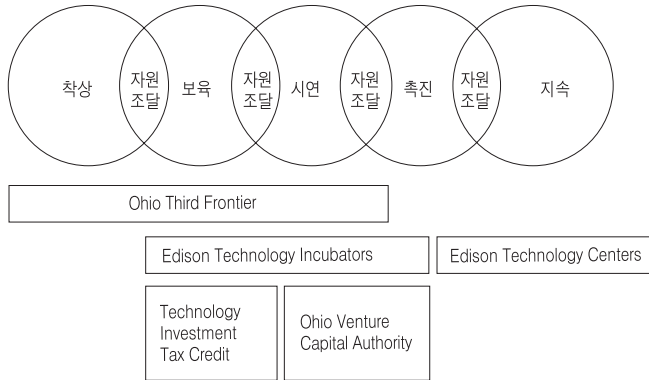 착상
자원
조달
보육
자원
조달
시연
자원
조달
촉진
자원
조달
지속
Ohio Third Frontier
Edison Technology Incubators
Edison Technology Centers
Technology
Investment
Tax Credit
Ohio Venture
Capital Authority